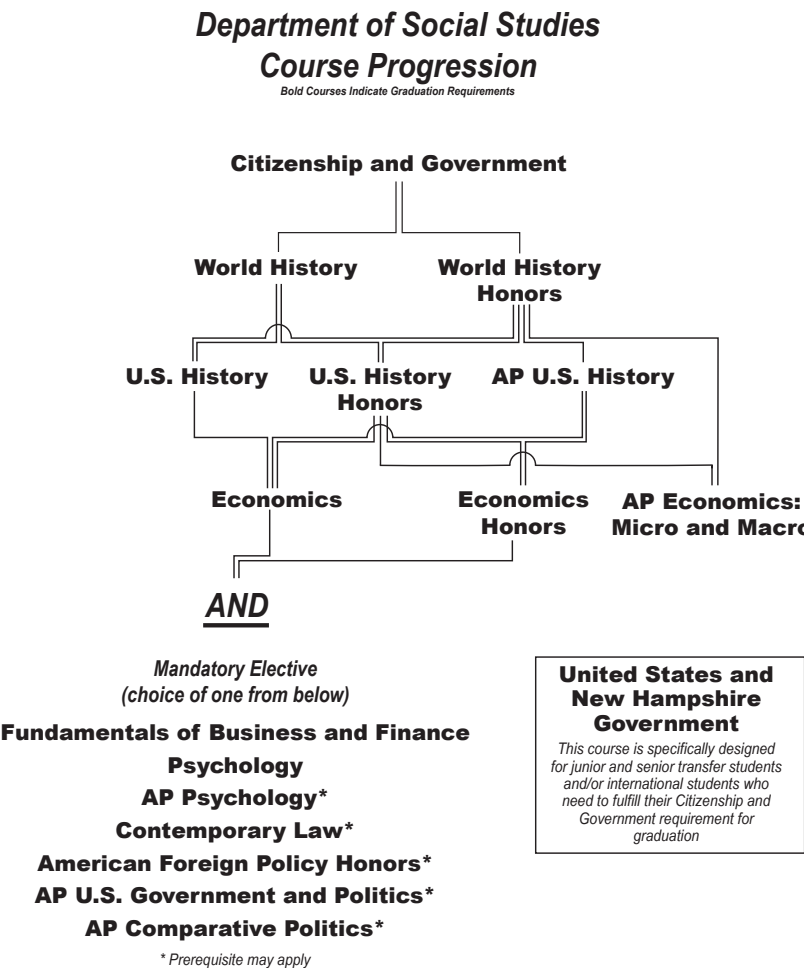 Department of Social Studies
Course Progression
Bold Courses Indicate Graduation Requirements
Citizenship and Government
World History
World History
Honors
U.S. History
U.S. History
Honors
AP U.S. History
Economics
Economics
Honors
AP Economics:
Micro and Macro
AND
Mandatory Elective
(choice of one from below)
Fundamentals of Business and Finance
Psychology
AP Psychology*
Contemporary Law*
American Foreign Policy Honors*
AP U.S. Government and Politics*
AP Comparative Politics*
* Prerequisite may apply
United States and
New Hampshire
Government
This course is specifically designed
for junior and senior transfer students
and/or international students who
need to fulfill their Citizenship and
Government requirement for
graduation